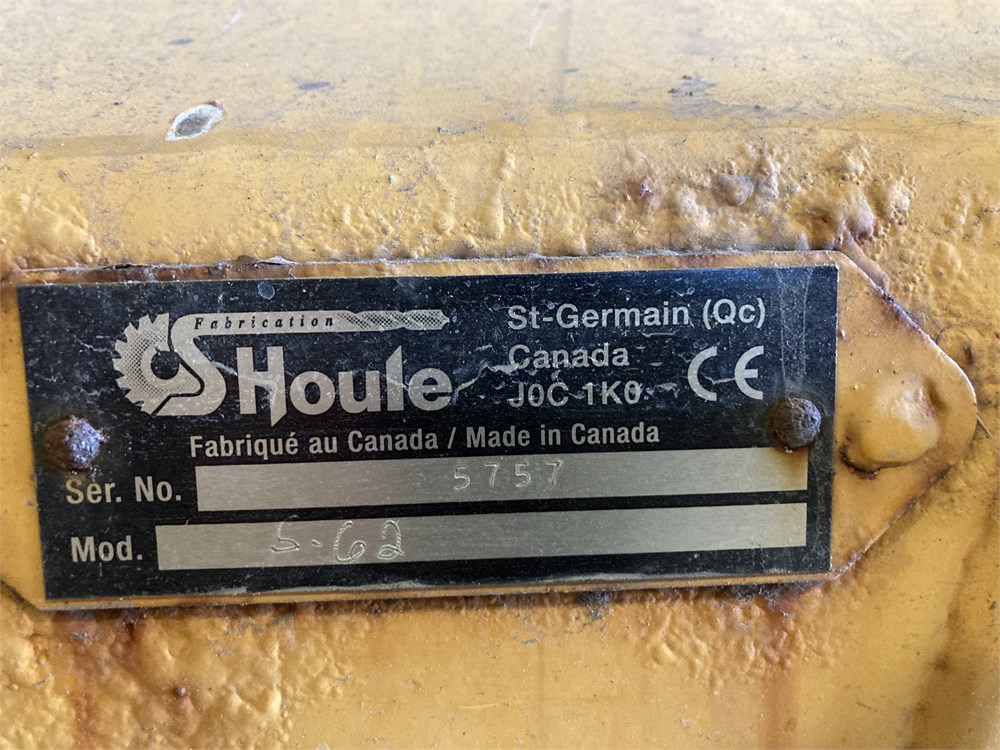 Fabrication
GS Houle
St-Germain (Qc)
Canada
J0C 1K0
CE
Fabriqué au Canada / Made in Canada
Ser. No. 5757
Mod. S-62